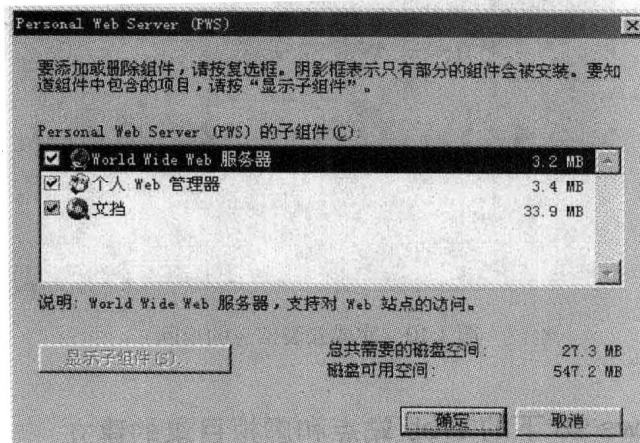 Personal Web Server (PWS)
要添加或删除组件,请按复选框。阴影框表示只有部分的组件会被安装。要知
道组件中包含的项目,请按“显示子组件”。
Personal Web Server (PWS) 的子组件(C):
World Wide Web 服务器 3.2 MB
个人 Web 管理器 3.4 MB
文挡 33.9 MB
说明: World Wide Web 服务器,支持对 Web 站点的访问。
显示子组件(S)...
总共需要的磁盘空间: 27.3 MB
磁盘可用空间: 547.2 MB
确定 取消